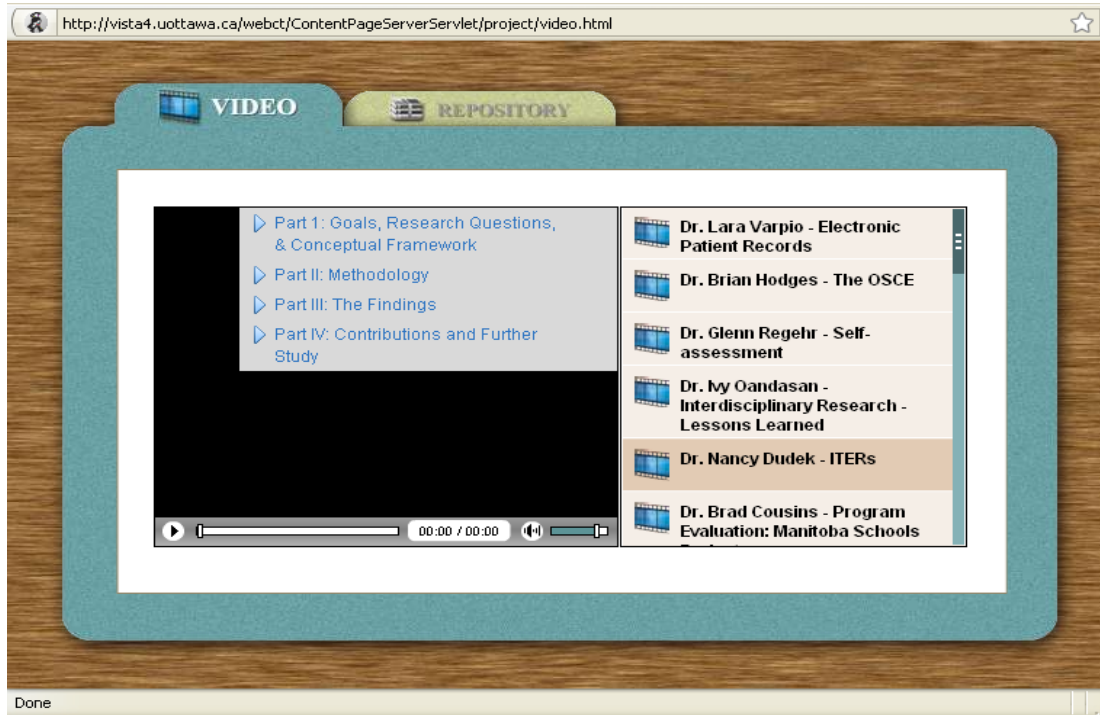 http://vista4.uottawa.ca/webct/ContentPageServerServlet/project/video.html
VIDEO
REPOSITORY
Part 1: Goals, Research Questions,
& Conceptual Framework
Part II: Methodology
Part III: The Findings
Part IV: Contributions and Further
Study
00:00 / 00:00
Dr. Lara Varpio - Electronic
Patient Records
Dr. Brian Hodges - The OSCE
Dr. Glenn Regehr - Self-
assessment
Dr. Ivy Oandasan -
Interdisciplinary Research -
Lessons Learned
Dr. Nancy Dudek - ITERs
Dr. Brad Cousins - Program
Evaluation: Manitoba Schools
Done